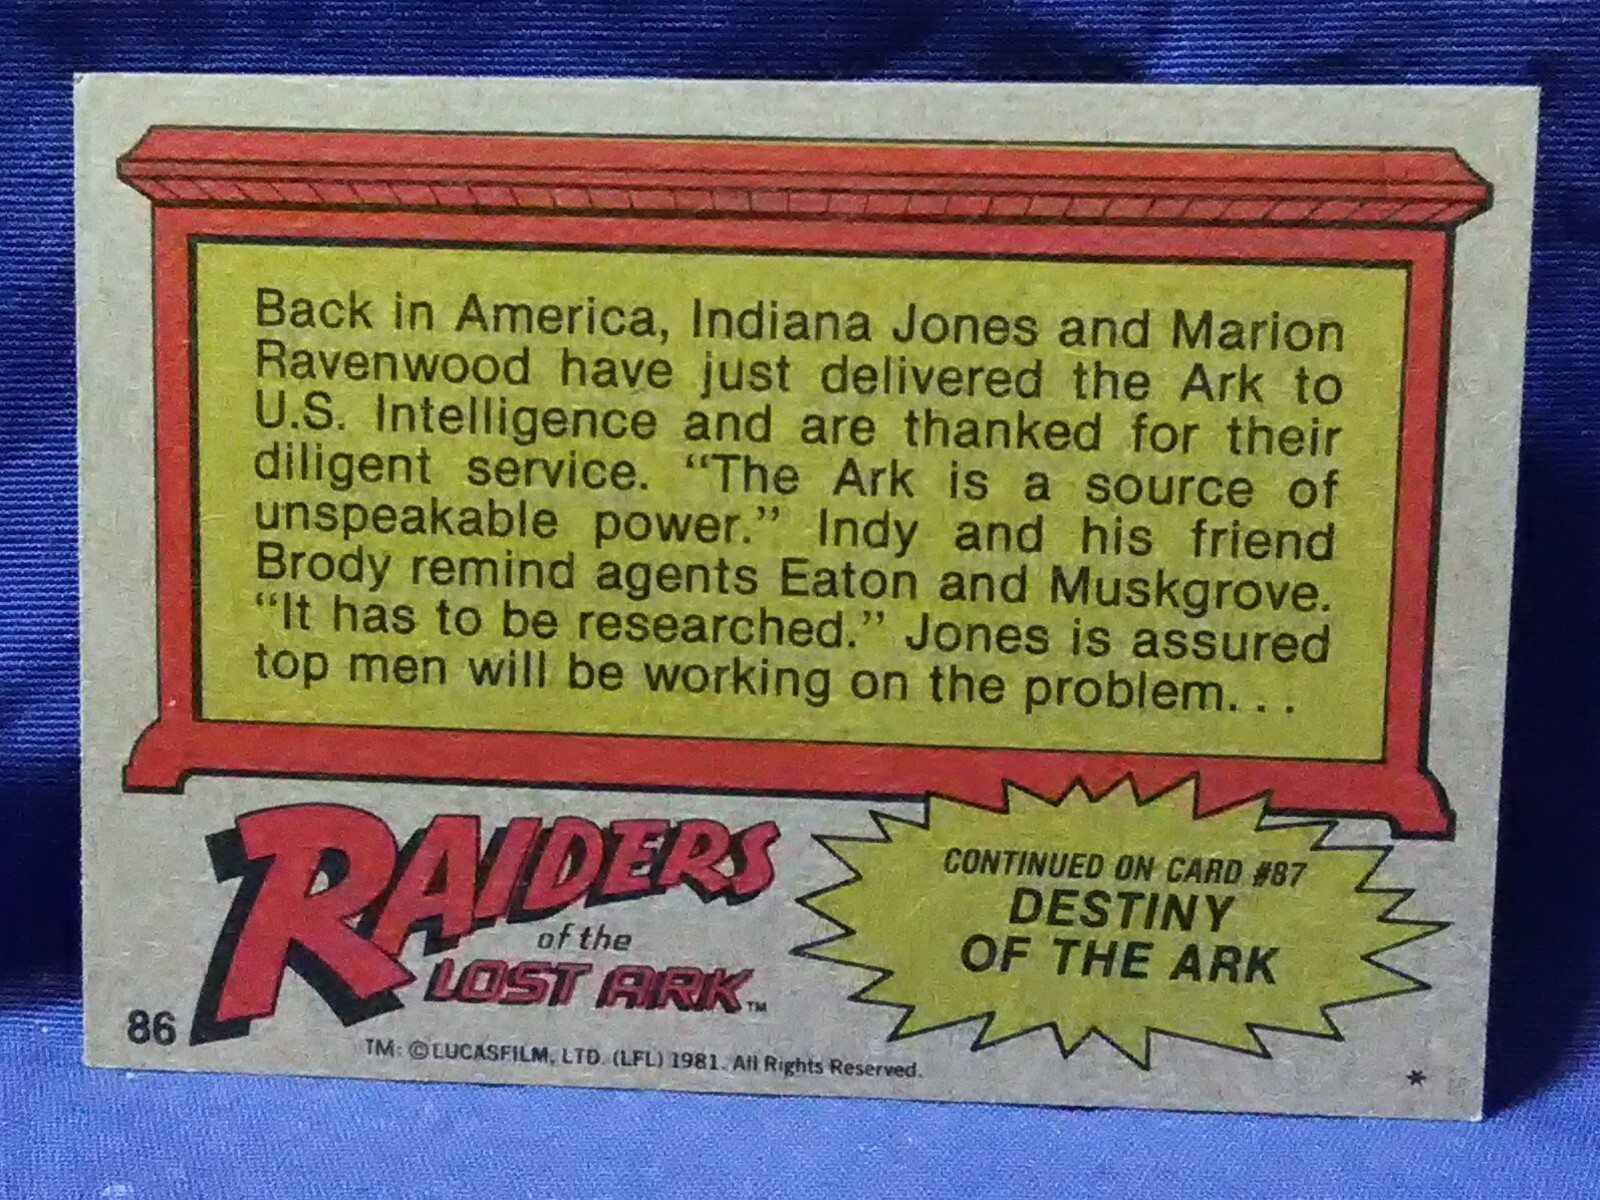 Back in America, Indiana Jones and Marion
Ravenwood have just delivered the Ark to
U.S. Intelligence and are thanked for their
diligent service. “The Ark is a source of
unspeakable power.” Indy and his friend
Brody remind agents Eaton and Muskgrove.
“It has to be researched.” Jones is assured
top men will be working on the problem. . .
RAIDERS
of the
LOST ARK™
CONTINUED ON CARD #87
DESTINY
OF THE ARK
86
TM: ©LUCASFILM, LTD. (LFL) 1981. All Rights Reserved.
*